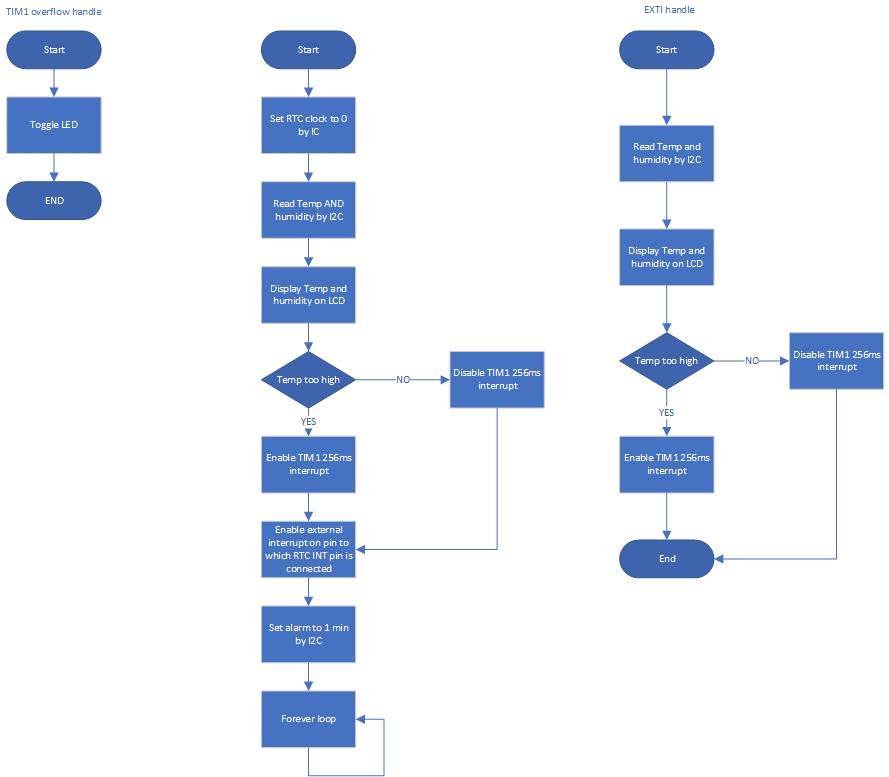 TIM1 overflow handle
Start
Toggle LED
END
Start
Set RTC clock to 0
by IC
Read Temp AND
humidity by I2C
Display Temp and
humidity on LCD
Temp too high
NO
Disable TIM1 256ms
interrupt
YES
Enable TIM1 256ms
interrupt
Enable external
interrupt on pin to
which RTC INT pin is
connected
Set alarm to 1 min
by I2C
Forever loop
EXTI handle
Start
Read Temp and
humidity by I2C
Display Temp and
humidity on LCD
Temp too high
NO
Disable TIM1 256ms
interrupt
YES
Enable TIM1 256ms
interrupt
End